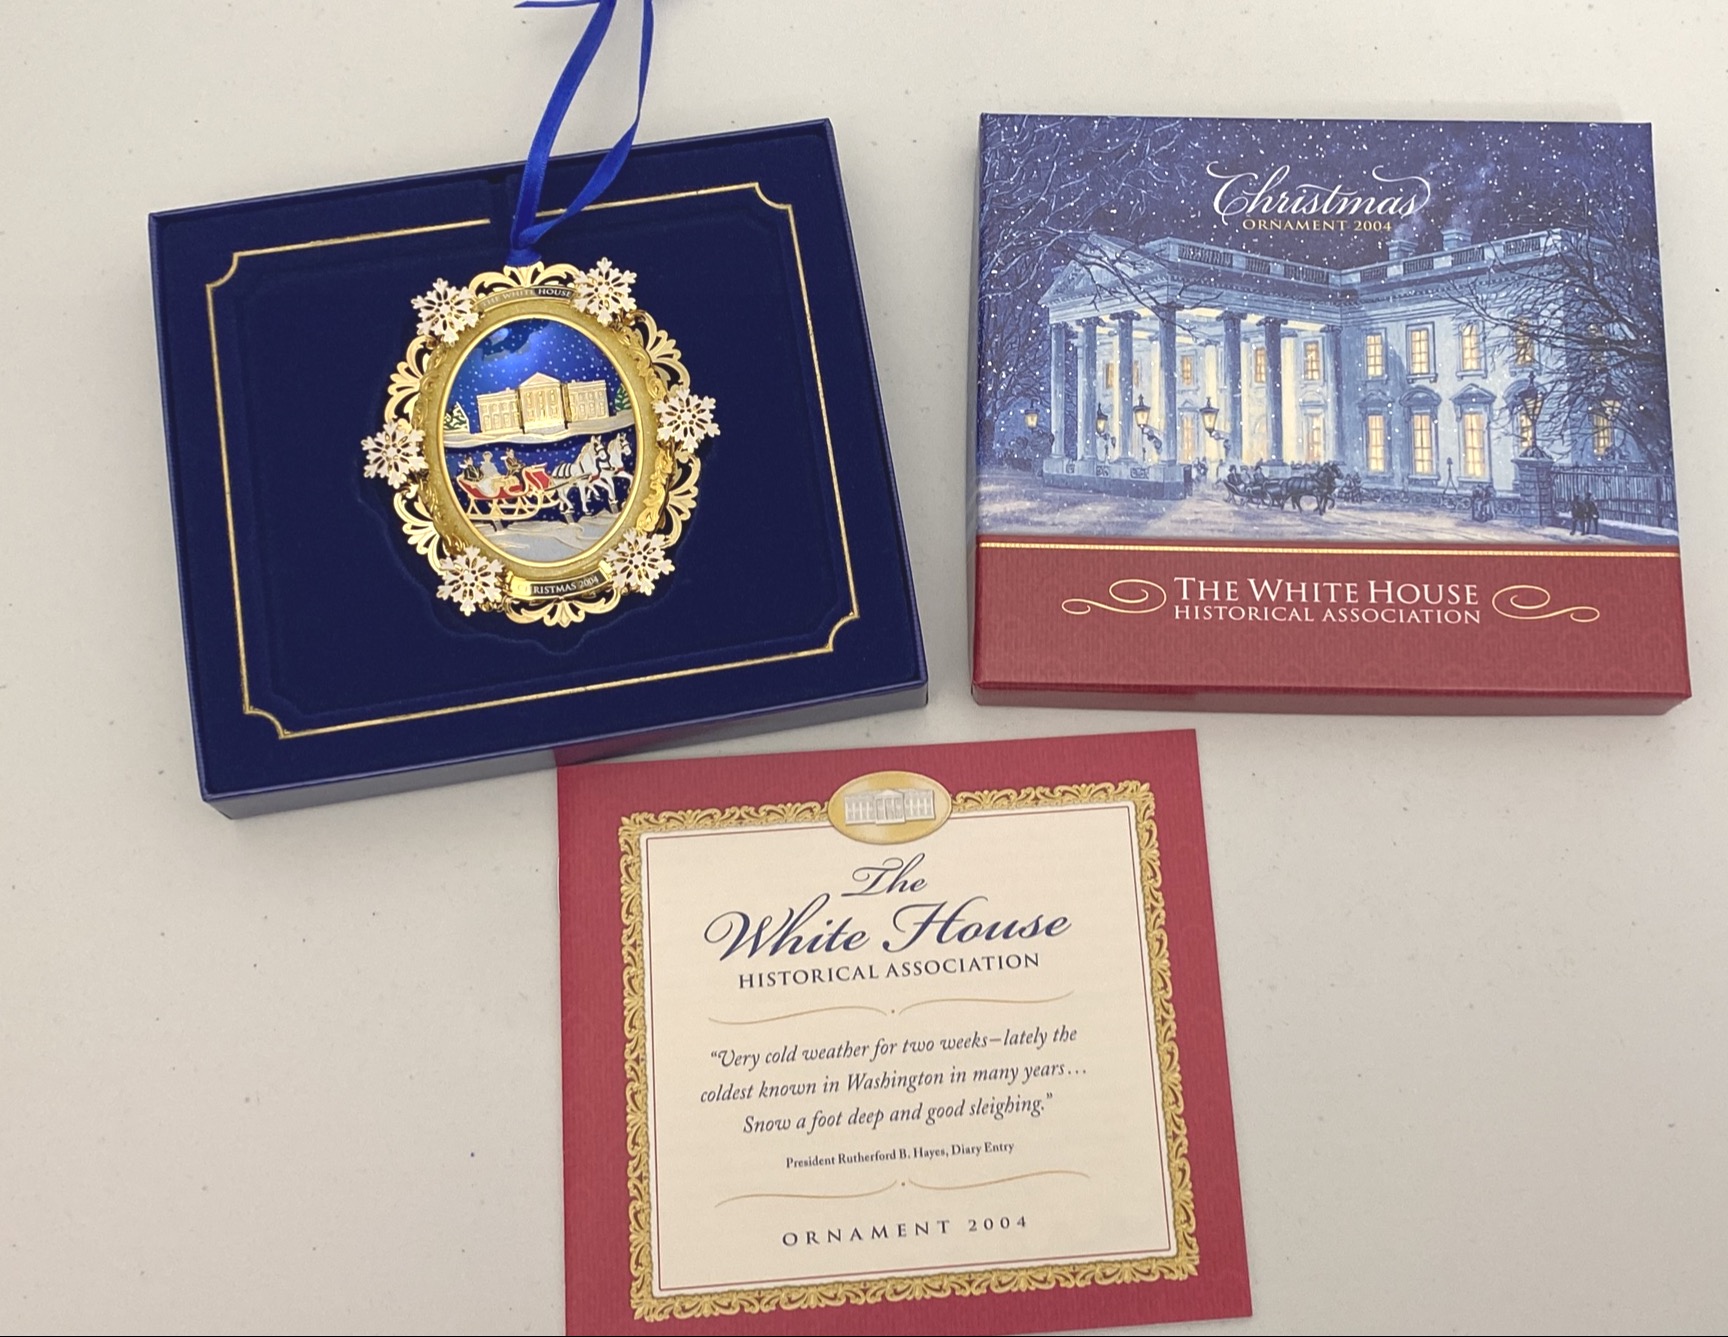 THE WHITE HOUSE
CHRISTMAS 2004
Christmas
ORNAMENT 2004
THE WHITE HOUSE
HISTORICAL ASSOCIATION
The
White House
HISTORICAL ASSOCIATION
“Very cold weather for two weeks—lately the
coldest known in Washington in many years...
Snow a foot deep and good sleighing.”
President Rutherford B. Hayes, Diary Entry
ORNAMENT 2004